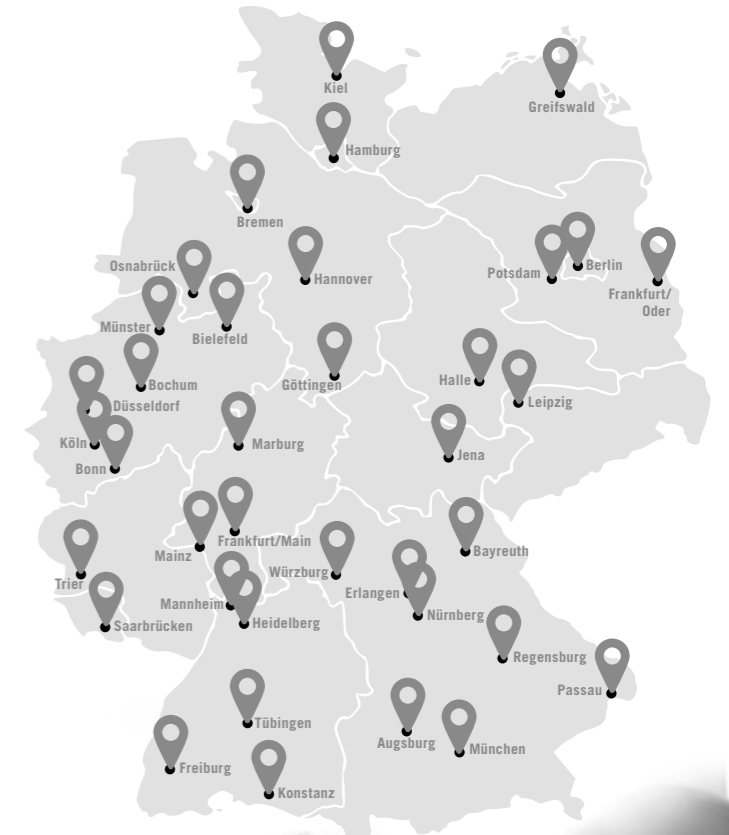 Kiel
Greifswald
Hamburg
Bremen
Osnabrück
Hannover
Potsdam
Berlin
Frankfurt/
Oder
Münster
Bielefeld
Göttingen
Bochum
Halle
Leipzig
Düsseldorf
Köln
Marburg
Jena
Bonn
Frankfurt/Main
Mainz
Bayreuth
Würzburg
Trier
Erlangen
Mannheim
Nürnberg
Saarbrücken
Heidelberg
Regensburg
Passau
Tübingen
Augsburg
München
Freiburg
Konstanz